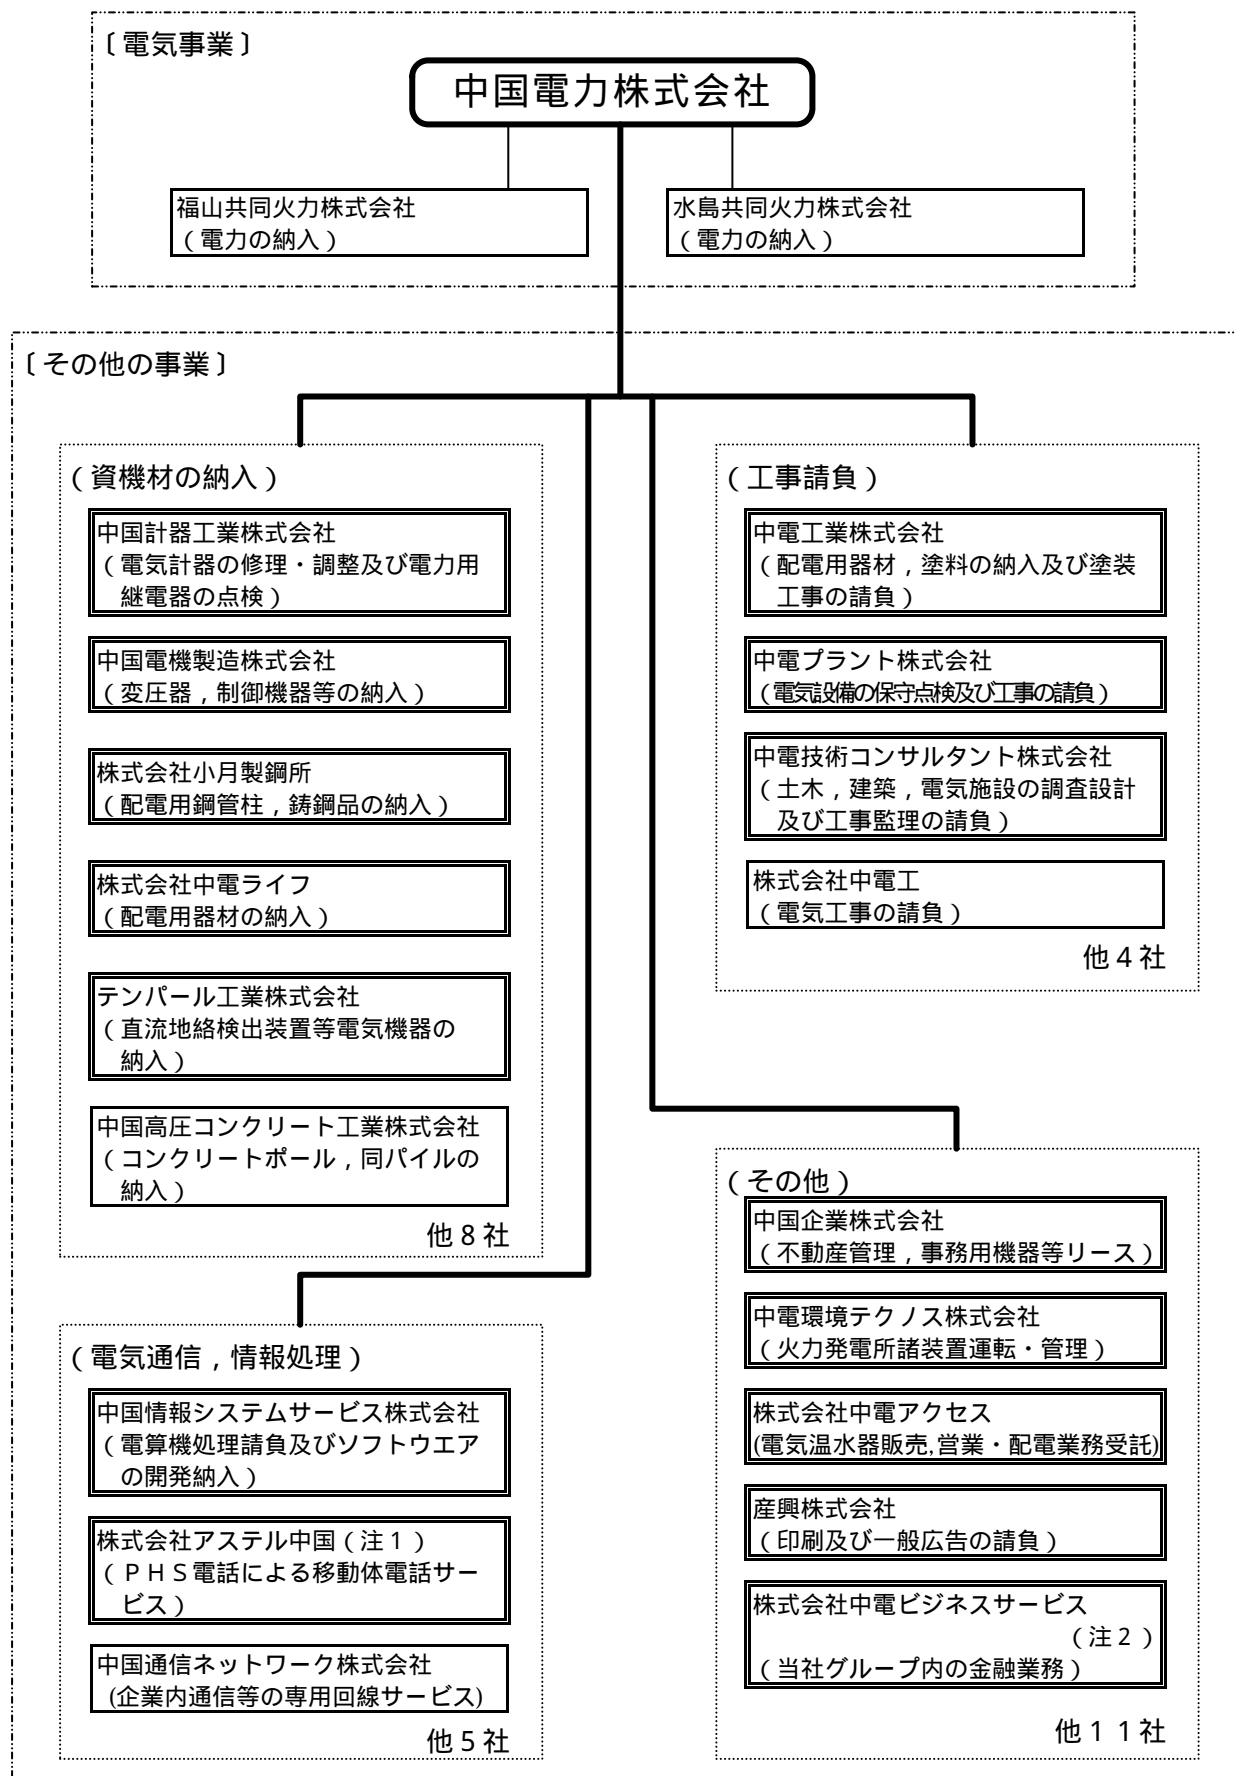 〔電気事業〕
中国電力株式会社
福山共同火力株式会社
（電力の納入）
水島共同火力株式会社
（電力の納入）
〔その他の事業〕
（資機材の納入）
中国計器工業株式会社
（電気計器の修理・調整及び電力用
継電器の点検）
中国電機製造株式会社
（変圧器，制御機器等の納入）
株式会社小月製鋼所
（配電用鋼管柱，鋳鋼品の納入）
株式会社中電ライフ
（配電用器材の納入）
テンパール工業株式会社
（直流地絡検出装置等電気機器の
納入）
中国高圧コンクリート工業株式会社
（コンクリートポール，同パイルの
納入）
他８社
（工事請負）
中電工業株式会社
（配電用器材，塗料の納入及び塗装
工事の請負）
中電プラント株式会社
（電気設備の保守点検及び工事の請負）
中電技術コンサルタント株式会社
（土木，建築，電気施設の調査設計
及び工事監理の請負）
株式会社中電工
（電気工事の請負）
他４社
（電気通信，情報処理）
中国情報システムサービス株式会社
（電算機処理請負及びソフトウエア
の開発納入）
株式会社アステル中国（注１）
（ＰＨＳ電話による移動体電話サー
ビス）
中国通信ネットワーク株式会社
(企業内通信等の専用回線サービス)
他５社
（その他）
中国企業株式会社
（不動産管理，事務用機器等リース）
中電環境テクノス株式会社
（火力発電所諸装置運転・管理）
株式会社中電アクセス
(電気温水器販売,営業・配電業務受託)
産興株式会社
（印刷及び一般広告の請負）
株式会社中電ビジネスサービス
（注２）
（当社グループ内の金融業務）
他１１社